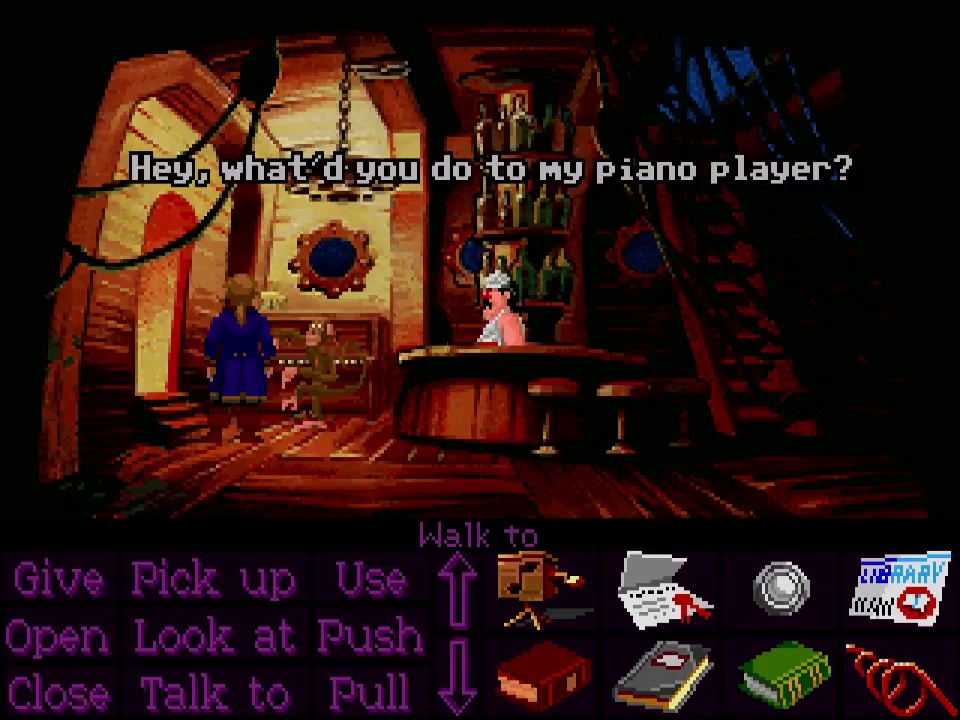 Hey, what'd you do to my piano player?
Walk to
Give Pick up Use
Open Look at Push
Close Talk to Pull
LIBRARY